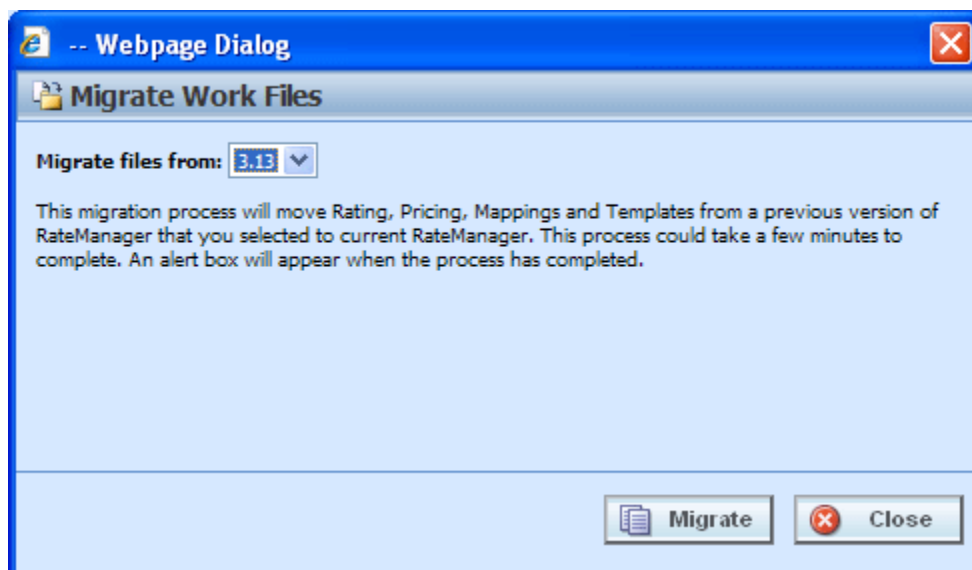 -- Webpage Dialog
Migrate Work Files
Migrate files from: 3.13
This migration process will move Rating, Pricing, Mappings and Templates from a previous version of
RateManager that you selected to current RateManager. This process could take a few minutes to
complete. An alert box will appear when the process has completed.
Migrate Close